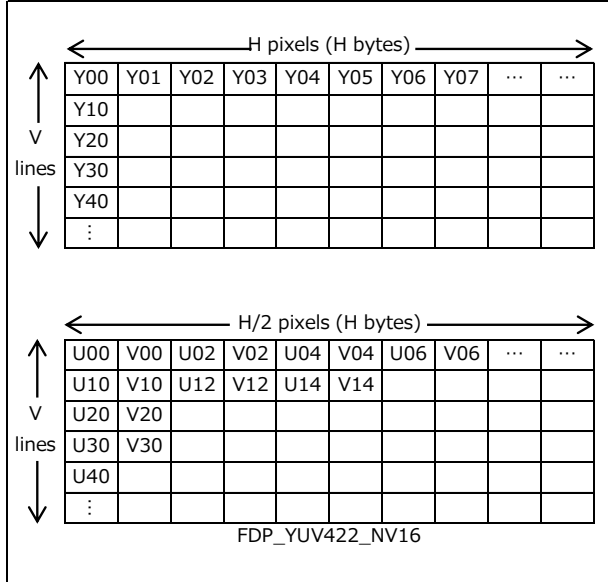 H pixels (H bytes)
Y00 Y01 Y02 Y03 Y04 Y05 Y06 Y07 … …
Y10
V
Y20
lines
Y30
Y40
⋮
H/2 pixels (H bytes)
U00 V00 U02 V02 U04 V04 U06 V06 … …
U10 V10 U12 V12 U14 V14
V
U20 V20
lines
U30 V30
U40
⋮
FDP_YUV422_NV16